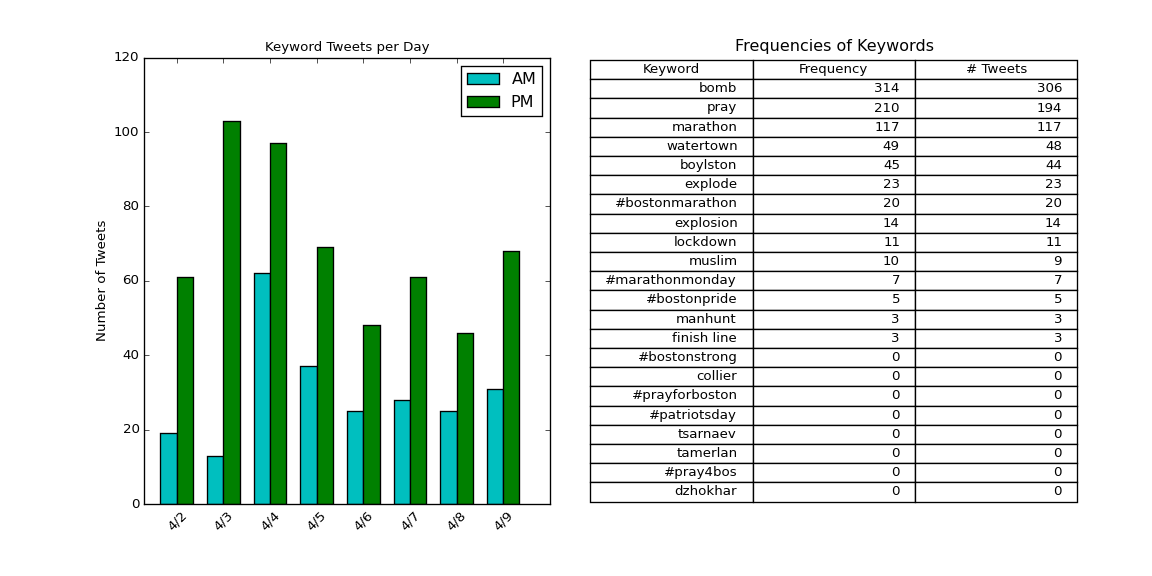 Keyword Tweets per Day
Number of Tweets
120
100
80
60
40
20
0
AM
PM
4/2 4/3 4/4 4/5 4/6 4/7 4/8 4/9
Frequencies of Keywords
Keyword Frequency # Tweets
bomb 314 306
pray 210 194
marathon 117 117
watertown 49 48
boylston 45 44
explode 23 23
#bostonmarathon 20 20
explosion 14 14
lockdown 11 11
muslim 10 9
#marathonmonday 7 7
#bostonpride 5 5
manhunt 3 3
finish line 3 3
#bostonstrong 0 0
collier 0 0
#prayforboston 0 0
#patriotsday 0 0
tsarnaev 0 0
tamerlan 0 0
#pray4bos 0 0
dzhokhar 0 0